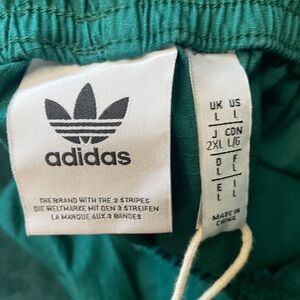 adidas
THE BRAND WITH THE 3 STRIPES
DIE WELTMARKE MIT DEN 3 STREIFEN
LA MARQUE AUX 3 BANDES
UK US
L L
J CDN
2XL L/G
D F
L L
E I
L L
MADE IN
CHINA